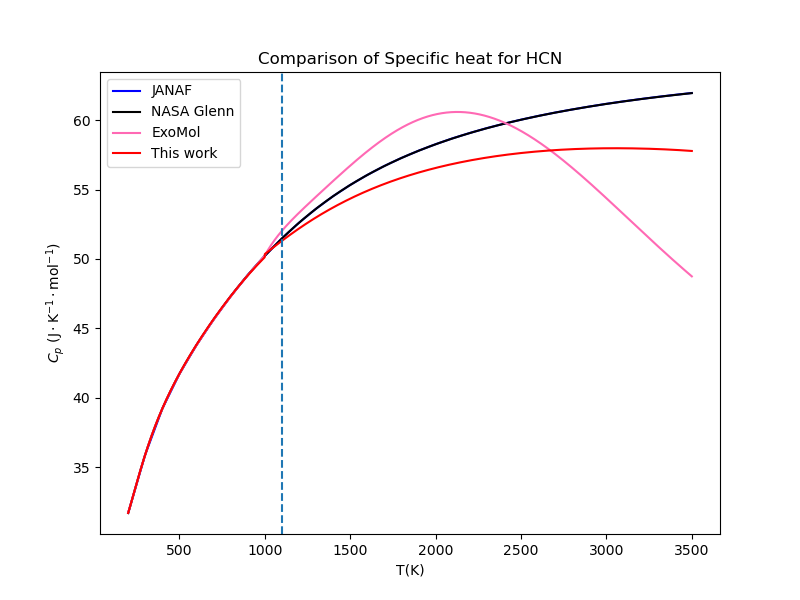 Comparison of Specific heat for HCN
JANAF
NASA Glenn
ExoMol
This work
60
55
50
45
40
35
C_p (J · K⁻¹ · mol⁻¹)
500 1000 1500 2000 2500 3000 3500
T(K)